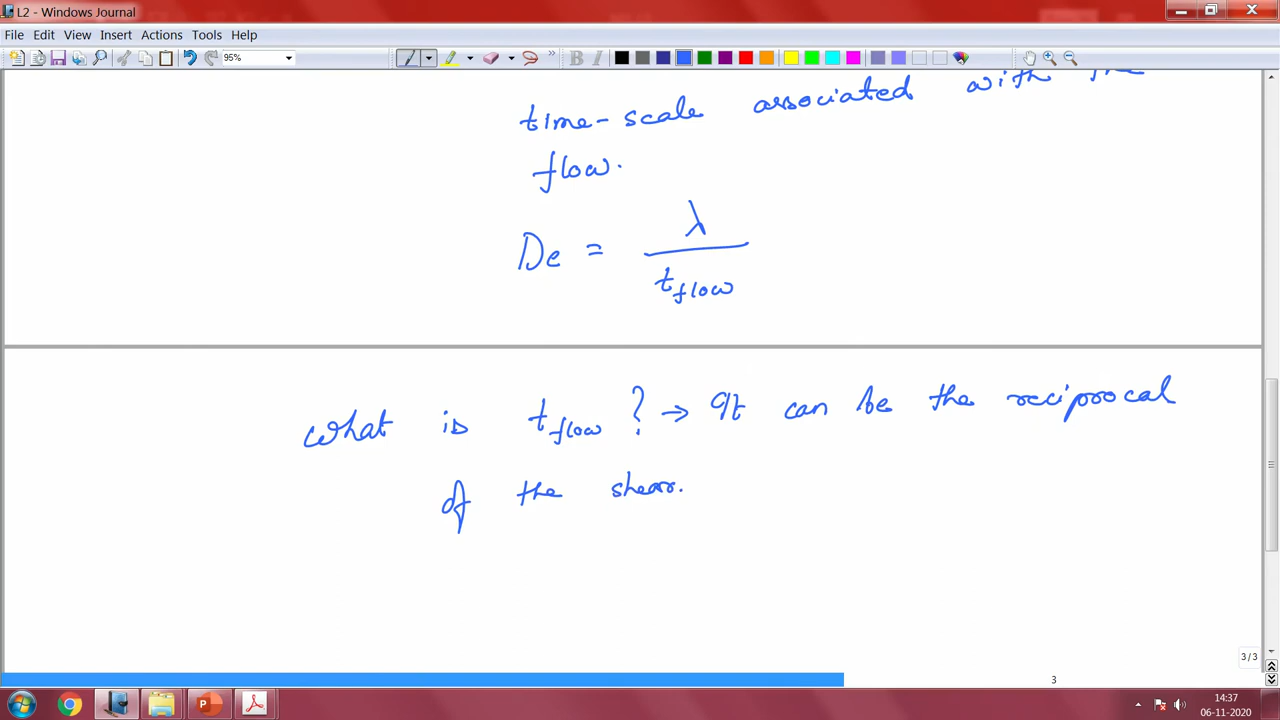 L2 - Windows Journal
File Edit View Insert Actions Tools Help
95%
time-scale associated with the
flow.
De = λ / t_flow
What is t_flow ? → It can be the reciprocal
of the shear.
3/3
3
14:37
06-11-2020